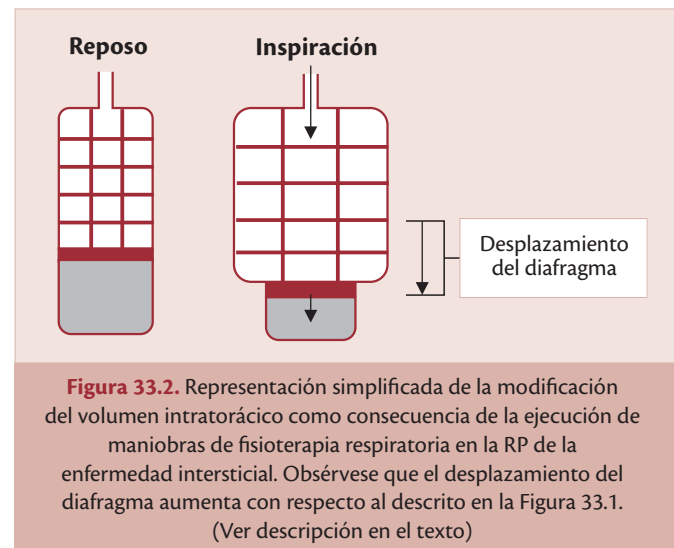 Reposo
Inspiración
Desplazamiento
del diafragma
Figura 33.2. Representación simplificada de la modificación
del volumen intratorácico como consecuencia de la ejecución de
maniobras de fisioterapia respiratoria en la RP de la
enfermedad intersticial. Obsérvese que el desplazamiento del
diafragma aumenta con respecto al descrito en la Figura 33.1.
(Ver descripción en el texto)